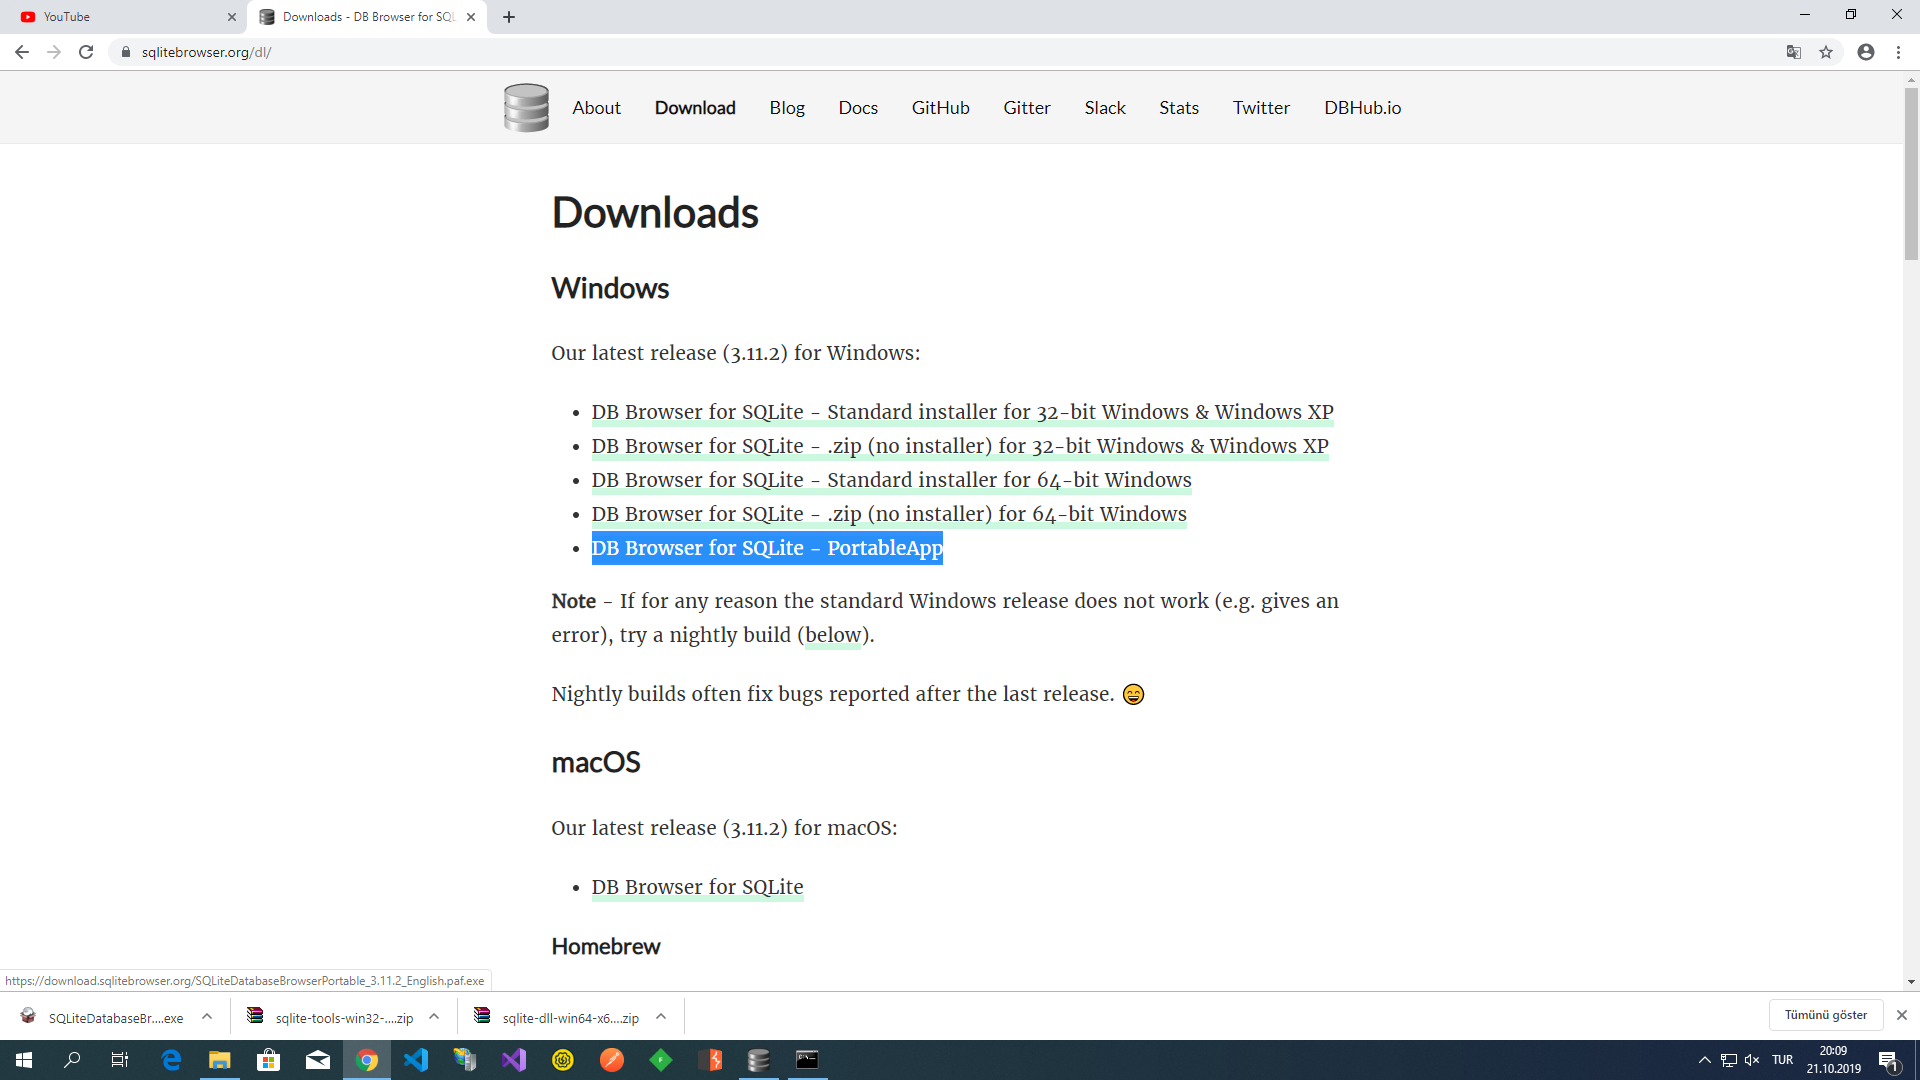 YouTube
Downloads - DB Browser for SQL
sqlitebrowser.org/dl/
About Download Blog Docs GitHub Gitter Slack Stats Twitter DBHub.io
Downloads
Windows
Our latest release (3.11.2) for Windows:
• DB Browser for SQLite - Standard installer for 32-bit Windows & Windows XP
• DB Browser for SQLite - .zip (no installer) for 32-bit Windows & Windows XP
• DB Browser for SQLite - Standard installer for 64-bit Windows
• DB Browser for SQLite - .zip (no installer) for 64-bit Windows
• DB Browser for SQLite - PortableApp
Note - If for any reason the standard Windows release does not work (e.g. gives an
error), try a nightly build (below).
Nightly builds often fix bugs reported after the last release. 😄
macOS
Our latest release (3.11.2) for macOS:
• DB Browser for SQLite
Homebrew
https://download.sqlitebrowser.org/SQLiteDatabaseBrowserPortable_3.11.2_English.paf.exe
SQLiteDatabaseBr....exe
sqlite-tools-win32-....zip
sqlite-dll-win64-x6....zip
Tümünü göster
TUR
20:09
21.10.2019
1